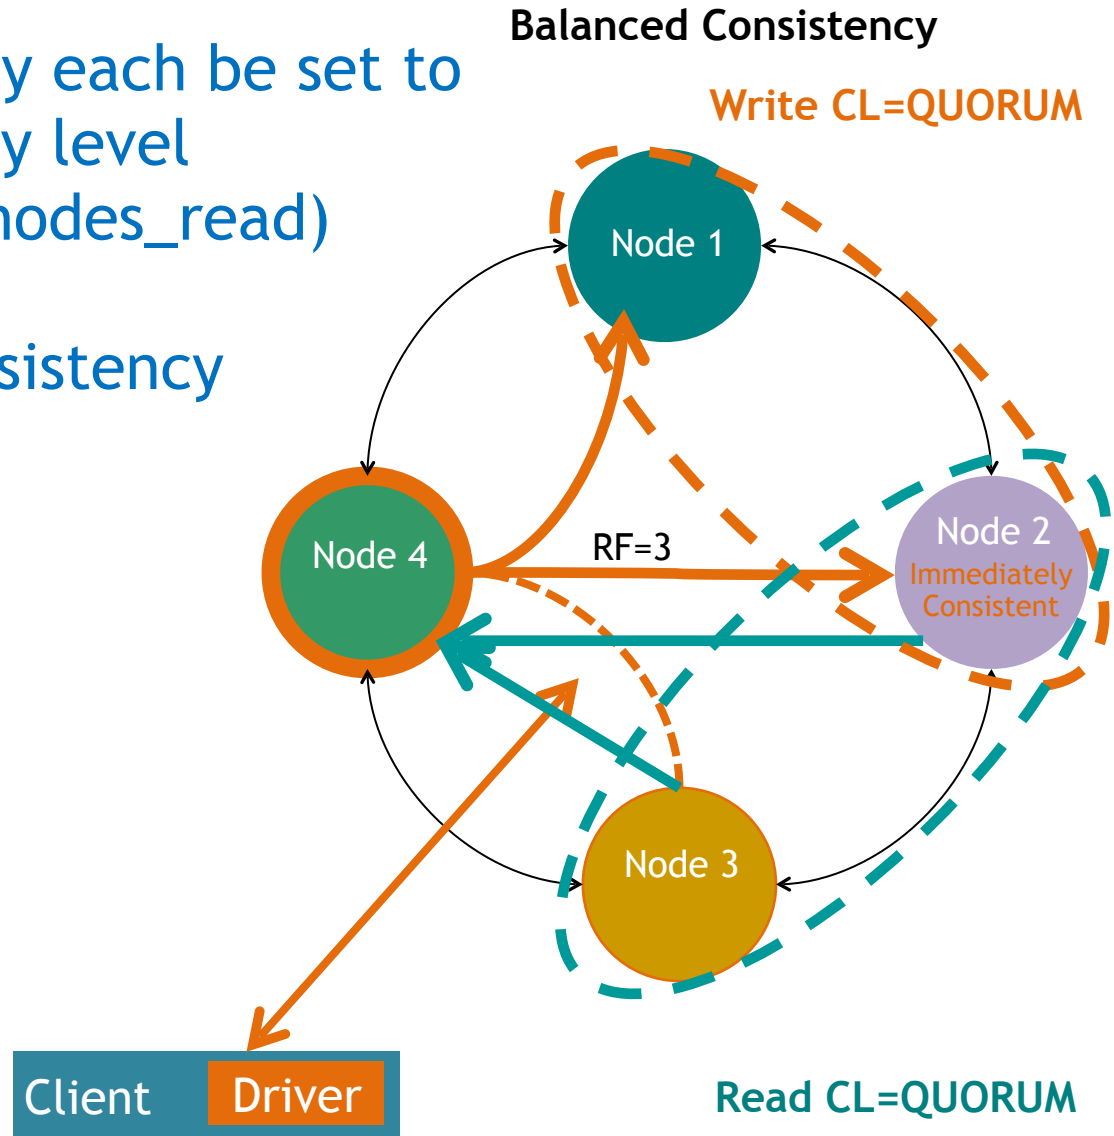 Balanced Consistency
y each be set to
y level
nodes_read)
sistency
Write CL=QUORUM
Node 1
Node 4
RF=3
Node 2
Immediately
Consistent
Node 3
Client
Driver
Read CL=QUORUM